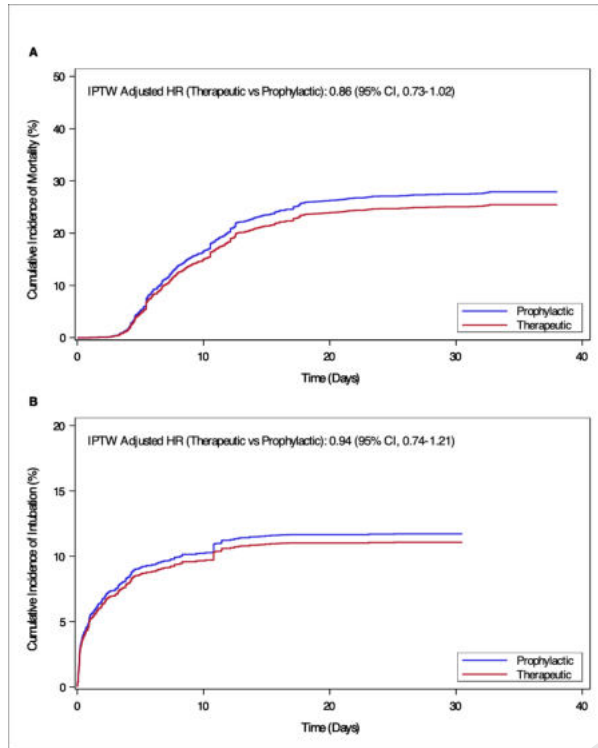 A
IPTW Adjusted HR (Therapeutic vs Prophylactic): 0.86 (95% CI, 0.73-1.02)
Cumulative Incidence of Mortality (%)
50
40
30
20
10
0
Prophylactic
Therapeutic
0 10 20 30 40
Time (Days)
B
IPTW Adjusted HR (Therapeutic vs Prophylactic): 0.94 (95% CI, 0.74-1.21)
Cumulative Incidence of Intubation (%)
20
15
10
5
0
Prophylactic
Therapeutic
0 10 20 30 40
Time (Days)